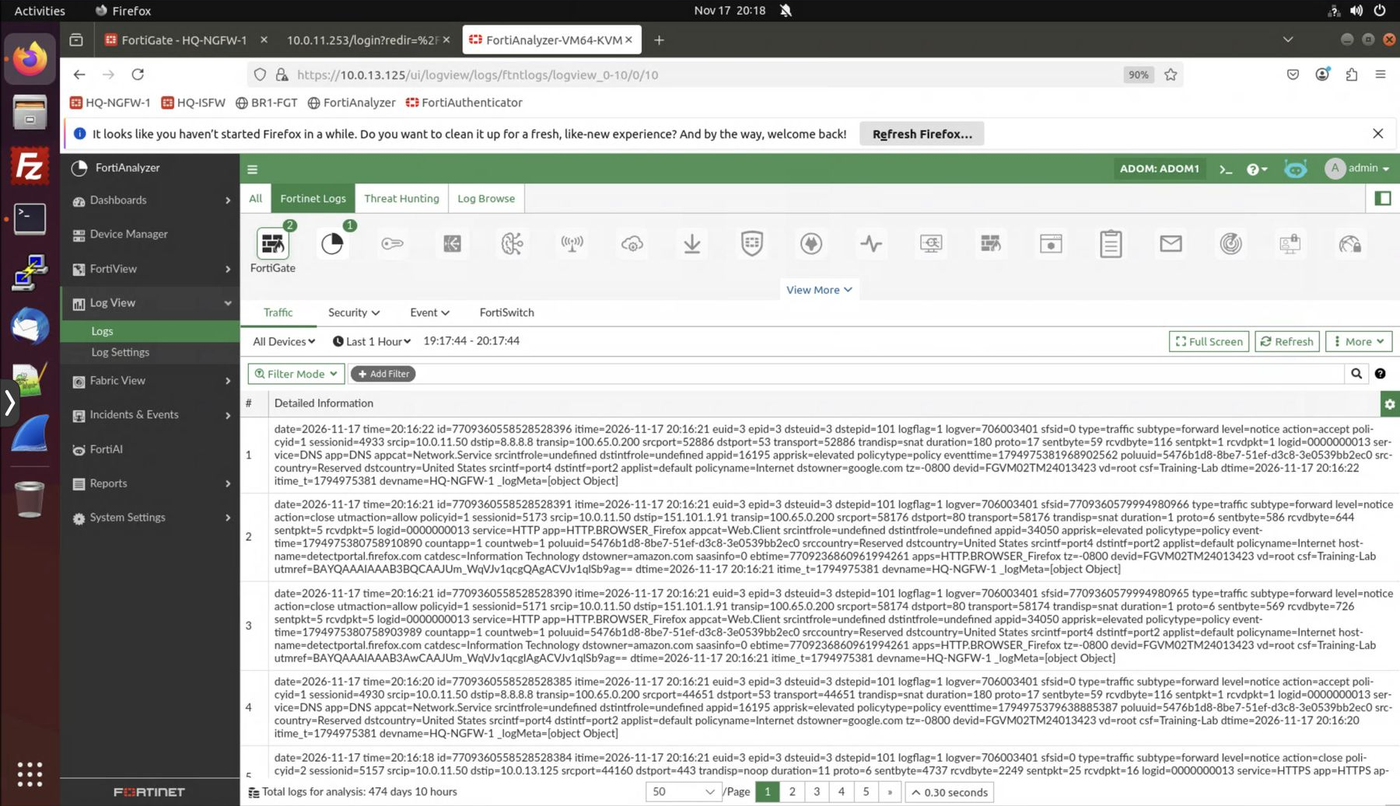 Activities Firefox Nov 17 20:18
FortiGate - HQ-NGFW-1 × 10.0.11.253/login?redir=%2F × FortiAnalyzer-VM64-KVM × +
https://10.0.13.125/ui/logview/logs/ftntlogs/logview_0-10/0/10 90%
HQ-NGFW-1 HQ-ISFW BR1-FGT FortiAnalyzer FortiAuthenticator
It looks like you haven't started Firefox in a while. Do you want to clean it up for a fresh, like-new experience? And by the way, welcome back! Refresh Firefox...
FortiAnalyzer
Dashboards
Device Manager
FortiView
Log View
Logs
Log Settings
Fabric View
Incidents & Events
FortiAI
Reports
System Settings
FORTINET
ADOM: ADOM1 >_ A admin
All Fortinet Logs Threat Hunting Log Browse
2 1
FortiGate
View More
Traffic Security Event FortiSwitch
All Devices Last 1 Hour 19:17:44 - 20:17:44 Full Screen Refresh More
Filter Mode + Add Filter
# Detailed Information
1
date=2026-11-17 time=20:16:22 id=7709360558528528396 itime=2026-11-17 20:16:21 euid=3 epid=3 dsteuid=3 dstepid=101 logflag=1 logver=706003401 sfsid=0 type=traffic subtype=forward level=notice action=accept poli-
cyid=1 sessionid=4933 srcip=10.0.11.50 dstip=8.8.8.8 transip=100.65.0.200 srcport=52886 dstport=53 transport=52886 trandisp=snat duration=180 proto=17 sentbyte=59 rcvdbyte=116 sentpkt=1 rcvdpkt=1 logid=0000000013 ser-
vice=DNS app=DNS appcat=Network.Service srcintfrole=undefined dstintfrole=undefined appid=16195 apprisk=elevated policytype=policy eventtime=1794975381968902562 poluuid=5476b1d8-8be7-51ef-d3c8-3e0539bb2ec0 src-
country=Reserved dstcountry=United States srcintf=port4 dstintf=port2 applist=default policyname=Internet dstowner=google.com tz=-0800 devid=FGVM02TM24013423 vd=root csf=Training-Lab dtime=2026-11-17 20:16:22
itime_t=1794975381 devname=HQ-NGFW-1 _logMeta=[object Object]
2
date=2026-11-17 time=20:16:21 id=7709360558528528391 itime=2026-11-17 20:16:21 euid=3 epid=3 dsteuid=3 dstepid=101 logflag=1 logver=706003401 sfsid=7709360579994980966 type=traffic subtype=forward level=notice
action=close utmaction=allow policyid=1 sessionid=5173 srcip=10.0.11.50 dstip=151.101.1.91 transip=100.65.0.200 srcport=58176 dstport=80 transport=58176 trandisp=snat duration=1 proto=6 sentbyte=586 rcvdbyte=644
sentpkt=5 rcvdpkt=5 logid=0000000013 service=HTTP app=HTTP.BROWSER_Firefox appcat=Web.Client srcintfrole=undefined dstintfrole=undefined appid=34050 apprisk=elevated policytype=policy event-
time=1794975380758910890 countapp=1 countweb=1 poluuid=5476b1d8-8be7-51ef-d3c8-3e0539bb2ec0 srccountry=Reserved dstcountry=United States srcintf=port4 dstintf=port2 applist=default policyname=Internet host-
name=detectportal.firefox.com catdesc=Information Technology dstowner=amazon.com saasinfo=0 ebtime=7709236860961994261 apps=HTTP.BROWSER_Firefox tz=-0800 devid=FGVM02TM24013423 vd=root csf=Training-Lab
utmref=BAYQAAAIAAAB3BQCAAJUm_WqVJv1qcgQAgACVJv1qlSb9ag== dtime=2026-11-17 20:16:21 itime_t=1794975381 devname=HQ-NGFW-1 _logMeta=[object Object]
3
date=2026-11-17 time=20:16:21 id=7709360558528528390 itime=2026-11-17 20:16:21 euid=3 epid=3 dsteuid=3 dstepid=101 logflag=1 logver=706003401 sfsid=7709360579994980965 type=traffic subtype=forward level=notice
action=close utmaction=allow policyid=1 sessionid=5171 srcip=10.0.11.50 dstip=151.101.1.91 transip=100.65.0.200 srcport=58174 dstport=80 transport=58174 trandisp=snat duration=1 proto=6 sentbyte=569 rcvdbyte=726
sentpkt=5 rcvdpkt=5 logid=0000000013 service=HTTP app=HTTP.BROWSER_Firefox appcat=Web.Client srcintfrole=undefined dstintfrole=undefined appid=34050 apprisk=elevated policytype=policy event-
time=1794975380758903989 countapp=1 countweb=1 poluuid=5476b1d8-8be7-51ef-d3c8-3e0539bb2ec0 srccountry=Reserved dstcountry=United States srcintf=port4 dstintf=port2 applist=default policyname=Internet host-
name=detectportal.firefox.com catdesc=Information Technology dstowner=amazon.com saasinfo=0 ebtime=7709236860961994261 apps=HTTP.BROWSER_Firefox tz=-0800 devid=FGVM02TM24013423 vd=root csf=Training-Lab
utmref=BAYQAAAIAAAB3AwCAAJUm_WqVJv1qcgIAgACVJv1qlSb9ag== dtime=2026-11-17 20:16:21 itime_t=1794975381 devname=HQ-NGFW-1 _logMeta=[object Object]
4
date=2026-11-17 time=20:16:20 id=7709360558528528385 itime=2026-11-17 20:16:21 euid=3 epid=3 dsteuid=3 dstepid=101 logflag=1 logver=706003401 sfsid=0 type=traffic subtype=forward level=notice action=accept poli-
cyid=1 sessionid=4930 srcip=10.0.11.50 dstip=8.8.8.8 transip=100.65.0.200 srcport=44651 dstport=53 transport=44651 trandisp=snat duration=180 proto=17 sentbyte=59 rcvdbyte=116 sentpkt=1 rcvdpkt=1 logid=0000000013 ser-
vice=DNS app=DNS appcat=Network.Service srcintfrole=undefined dstintfrole=undefined appid=16195 apprisk=elevated policytype=policy eventtime=1794975379638885387 poluuid=5476b1d8-8be7-51ef-d3c8-3e0539bb2ec0 src-
country=Reserved dstcountry=United States srcintf=port4 dstintf=port2 applist=default policyname=Internet dstowner=google.com tz=-0800 devid=FGVM02TM24013423 vd=root csf=Training-Lab dtime=2026-11-17 20:16:20
itime_t=1794975381 devname=HQ-NGFW-1 _logMeta=[object Object]
5
date=2026-11-17 time=20:16:18 id=7709360558528528384 itime=2026-11-17 20:16:21 euid=3 epid=3 dsteuid=3 dstepid=101 logflag=1 logver=706003401 sfsid=0 type=traffic subtype=forward level=notice action=close poli-
cyid=2 sessionid=5157 srcip=10.0.11.50 dstip=10.0.13.125 srcport=44160 dstport=443 trandisp=noop duration=11 proto=6 sentbyte=4737 rcvdbyte=2249 sentpkt=25 rcvdpkt=16 logid=0000000013 service=HTTPS app=HTTPS ap-
Total logs for analysis: 474 days 10 hours 50 /Page 1 2 3 4 5 » 0.30 seconds